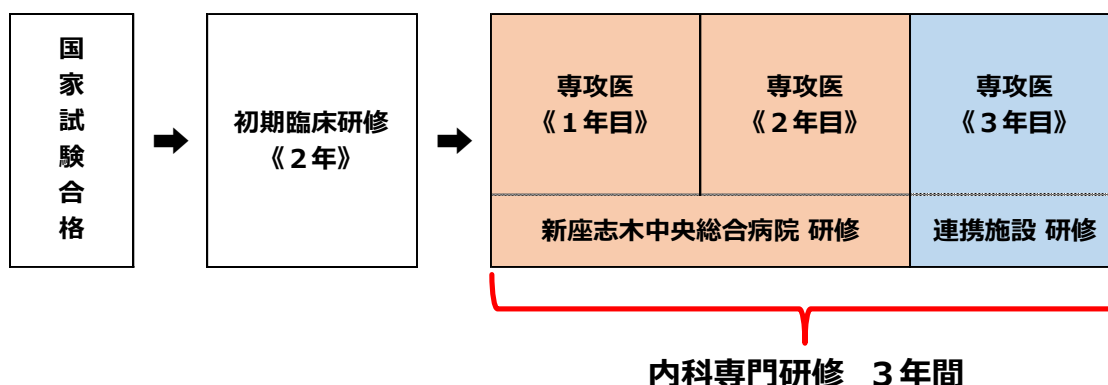 国家試験合格
初期臨床研修
《２年》
専攻医
《１年目》
専攻医
《２年目》
専攻医
《３年目》
新座志木中央総合病院 研修
連携施設 研修
内科専門研修 ３年間